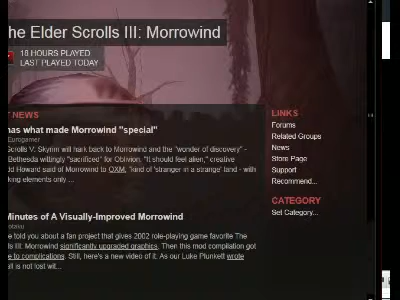 he Elder Scrolls III: Morrowind
18 HOURS PLAYED
LAST PLAYED TODAY
T NEWS
has what made Morrowind "special"
Eurogamer
Scrolls V: Skyrim will hark back to Morrowind and the "wonder of discovery" -
Bethesda wittingly "sacrificed" for Oblivion. "It should feel alien," creative
dd Howard said of Morrowind to OXM, 'kind of 'stranger in a strange' land - with
king elements only ...
Minutes of A Visually-Improved Morrowind
otaku
e told you about a fan project that gives 2002 role-playing game favorite The
lls III: Morrowind significantly upgraded graphics. Then this mod compilation got
e to complications. Still, here's a new video of it. As our Luke Plunkett wrote
all is not lost wit...
LINKS
Forums
Related Groups
News
Store Page
Support
Recommend...
CATEGORY
Set Category...